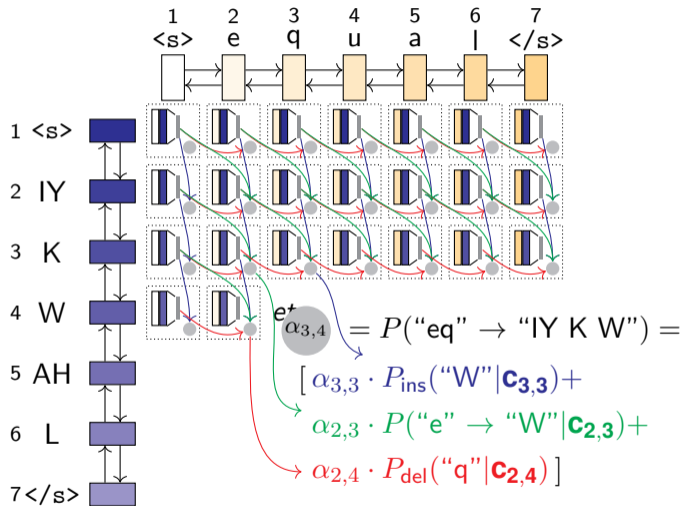 1 2 3 4 5 6 7
<s> e q u a l </s>
1 <s>
2 IY
3 K
4 W
et
α3,4 = P("eq" → "IY K W") =
5 AH
[ α3,3 · Pins("W"|c3,3)+
α2,3 · P("e" → "W"|c2,3)+
6 L
α2,4 · Pdel("q"|c2,4) ]
7 </s>